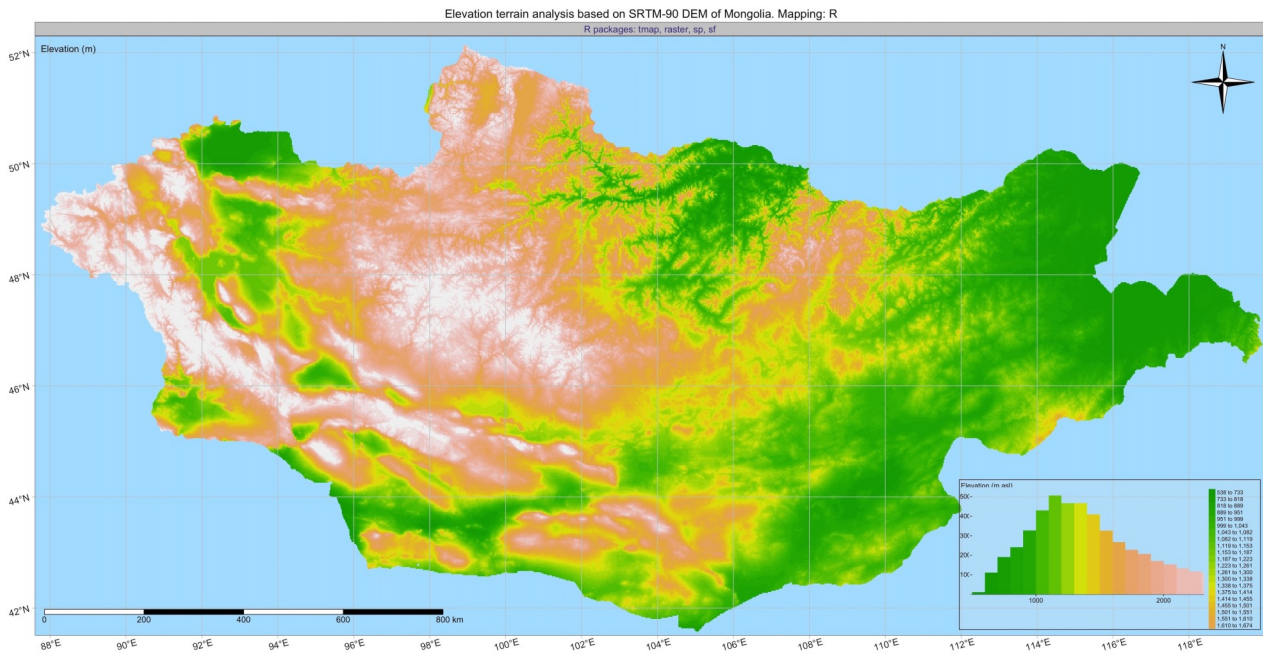 Elevation terrain analysis based on SRTM-90 DEM of Mongolia. Mapping: R
R packages: tmap, raster, sp, sf
Elevation (m)
N
52°N
50°N
48°N
46°N
44°N
42°N
Elevation (m asl)
50K
40K
30K
20K
10K
1000 2000
538 to 733
733 to 818
818 to 889
889 to 951
951 to 999
999 to 1,043
1,043 to 1,082
1,082 to 1,119
1,119 to 1,153
1,153 to 1,187
1,187 to 1,223
1,223 to 1,261
1,261 to 1,300
1,300 to 1,338
1,338 to 1,375
1,375 to 1,414
1,414 to 1,455
1,455 to 1,501
1,501 to 1,551
1,551 to 1,610
1,610 to 1,674
0 200 400 600 800 km
88°E 90°E 92°E 94°E 96°E 98°E 100°E 102°E 104°E 106°E 108°E 110°E 112°E 114°E 116°E 118°E